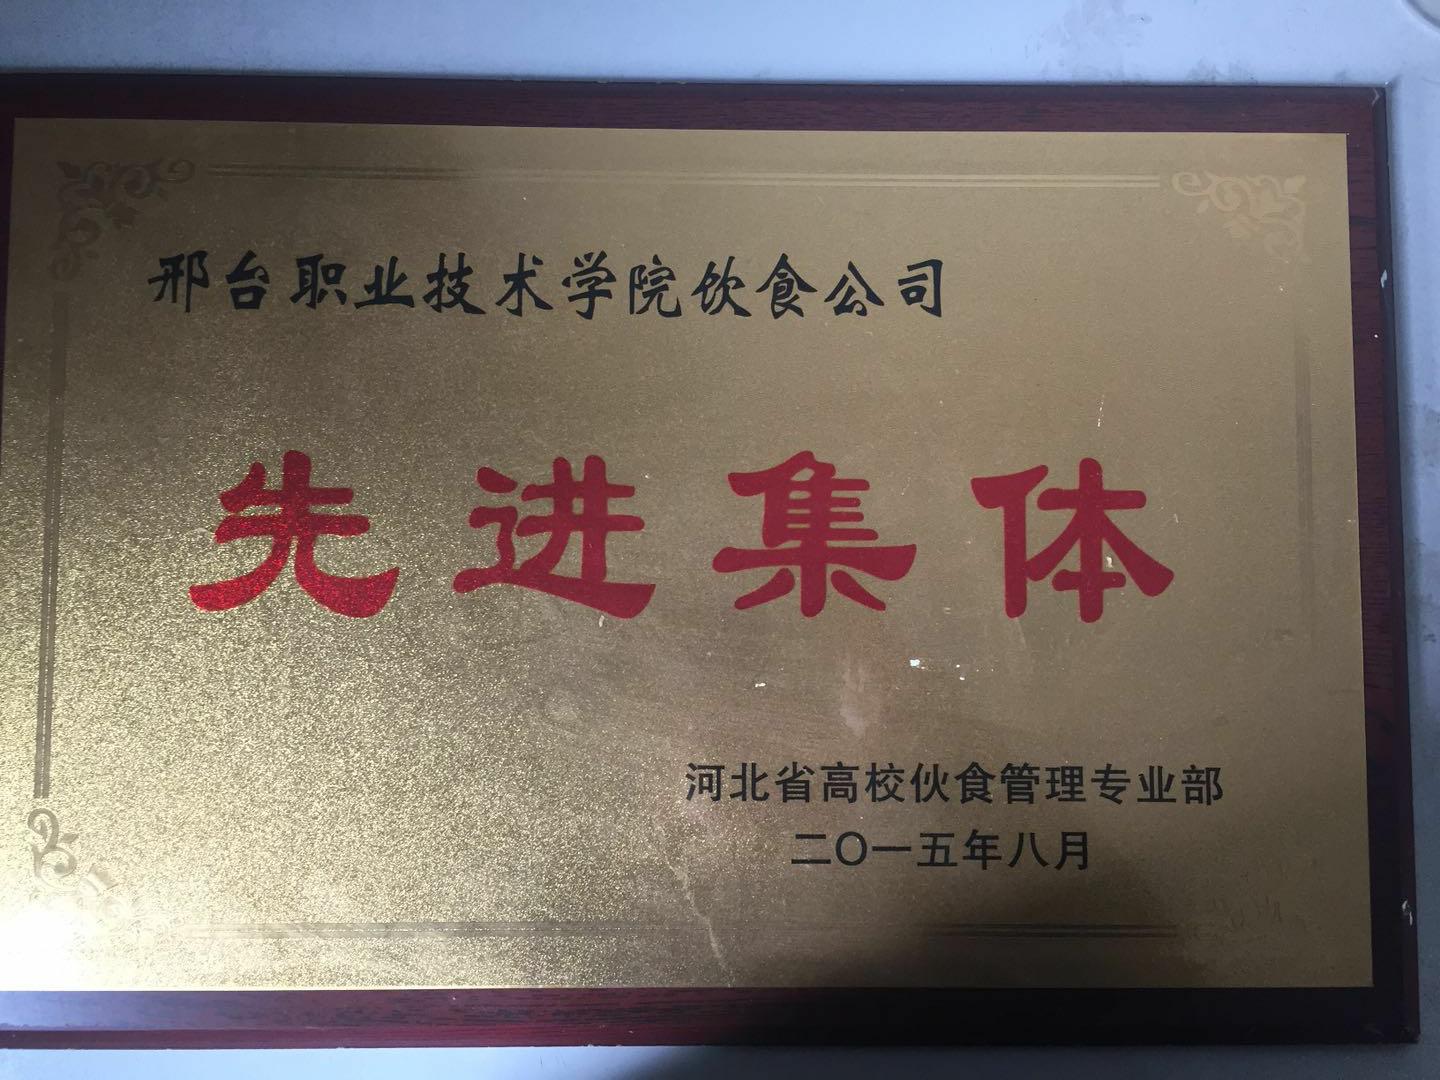 邢台职业技术学院饮食公司
先进集体
河北省高校伙食管理专业部
二〇一五年八月